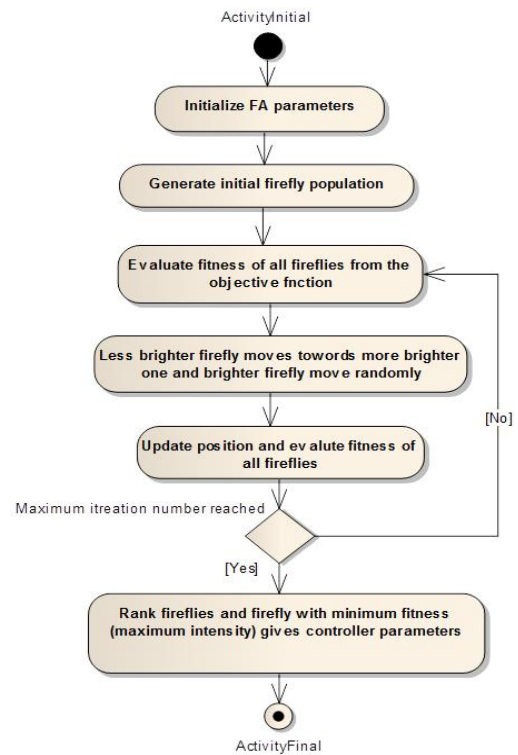 ActivityInitial
Initialize FA parameters
Generate initial firefly population
Evaluate fitness of all fireflies from the
objective fnction
Less brighter firefly moves towords more brighter
one and brighter firefly move randomly
[No]
Update position and evalute fitness of
all fireflies
Maximum itreation number reached
[Yes]
Rank fireflies and firefly with minimum fitness
(maximum intensity) gives controller parameters
ActivityFinal